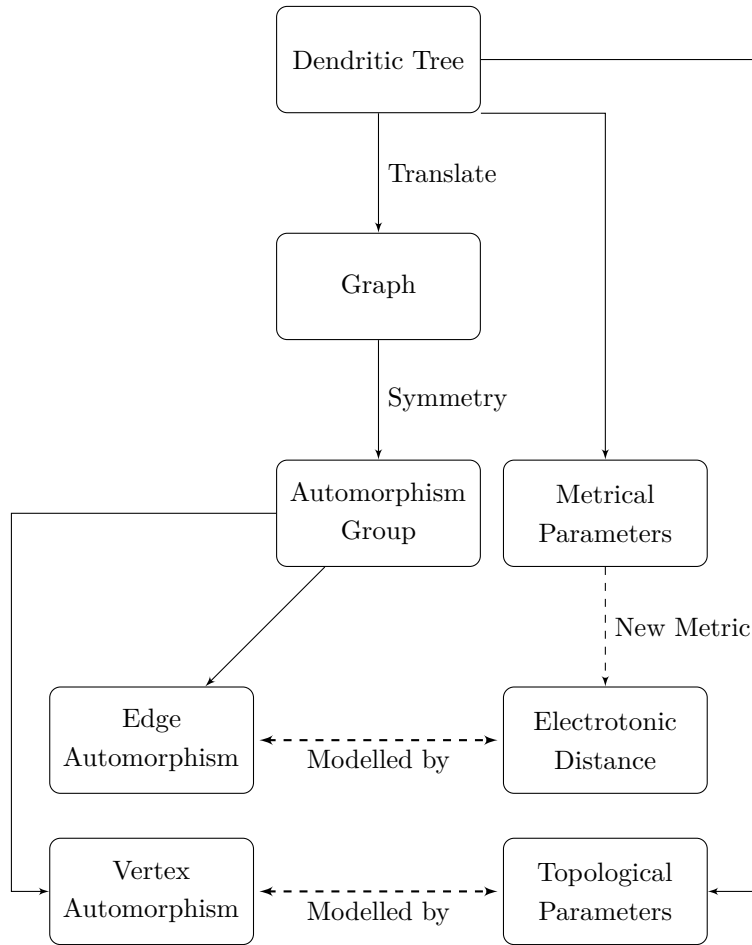 Dendritic Tree
Translate
Graph
Symmetry
Automorphism
Group
Metrical
Parameters
New Metric
Edge
Automorphism
Modelled by
Electrotonic
Distance
Vertex
Automorphism
Modelled by
Topological
Parameters